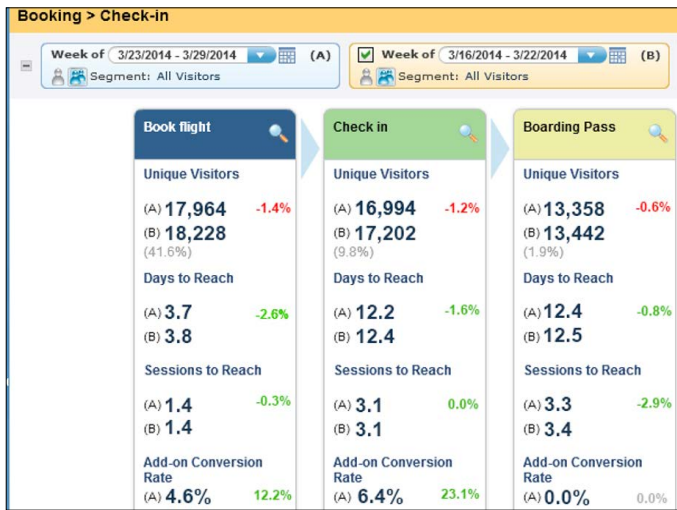 Booking > Check-in
Week of 3/23/2014 - 3/29/2014 (A)
Segment: All Visitors
Week of 3/16/2014 - 3/22/2014 (B)
Segment: All Visitors
Book flight
Unique Visitors
(A) 17,964 -1.4%
(B) 18,228
(41.6%)
Days to Reach
(A) 3.7 -2.6%
(B) 3.8
Sessions to Reach
(A) 1.4 -0.3%
(B) 1.4
Add-on Conversion
Rate
(A) 4.6% 12.2%
Check in
Unique Visitors
(A) 16,994 -1.2%
(B) 17,202
(9.8%)
Days to Reach
(A) 12.2 -1.6%
(B) 12.4
Sessions to Reach
(A) 3.1 0.0%
(B) 3.1
Add-on Conversion
Rate
(A) 6.4% 23.1%
Boarding Pass
Unique Visitors
(A) 13,358 -0.6%
(B) 13,442
(1.9%)
Days to Reach
(A) 12.4 -0.8%
(B) 12.5
Sessions to Reach
(A) 3.3 -2.9%
(B) 3.4
Add-on Conversion
Rate
(A) 0.0% 0.0%